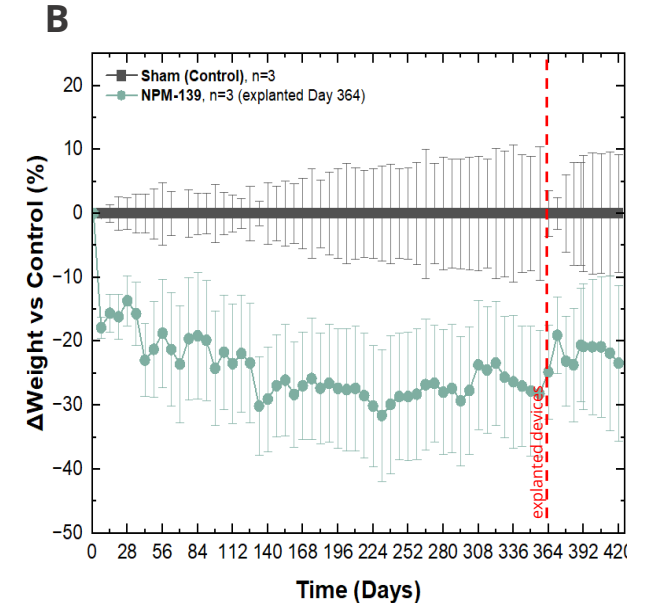 B
Sham (Control), n=3
NPM-139, n=3 (explanted Day 364)
ΔWeight vs Control (%)
20
10
0
−10
−20
−30
−40
−50
explanted devices
0 28 56 84 112 140 168 196 224 252 280 308 336 364 392 420
Time (Days)